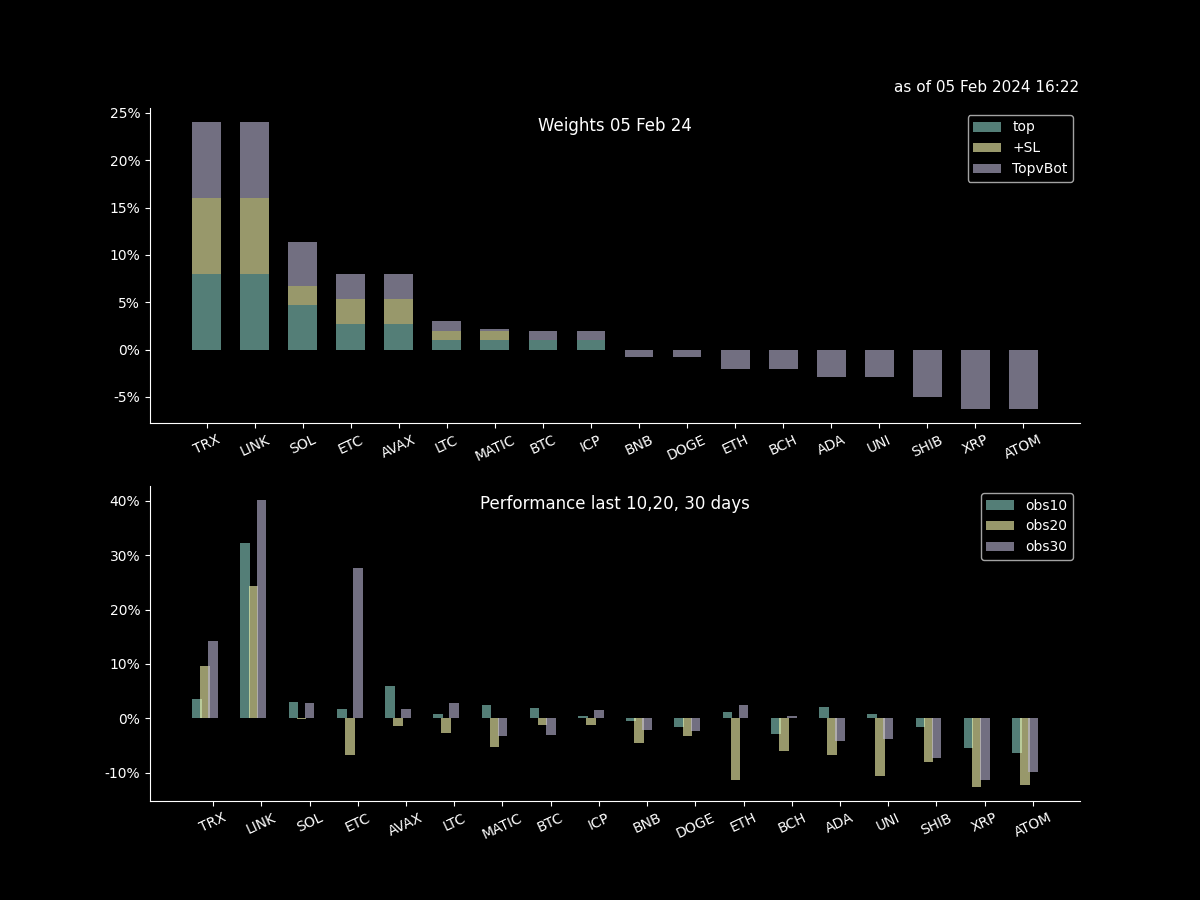 as of 05 Feb 2024 16:22
Weights 05 Feb 24
top
+SL
TopvBot
25%
20%
15%
10%
5%
0%
-5%
TRX LINK SOL ETC AVAX LTC MATIC BTC ICP BNB DOGE ETH BCH ADA UNI SHIB XRP ATOM
Performance last 10,20, 30 days
obs10
obs20
obs30
40%
30%
20%
10%
0%
-10%
TRX LINK SOL ETC AVAX LTC MATIC BTC ICP BNB DOGE ETH BCH ADA UNI SHIB XRP ATOM